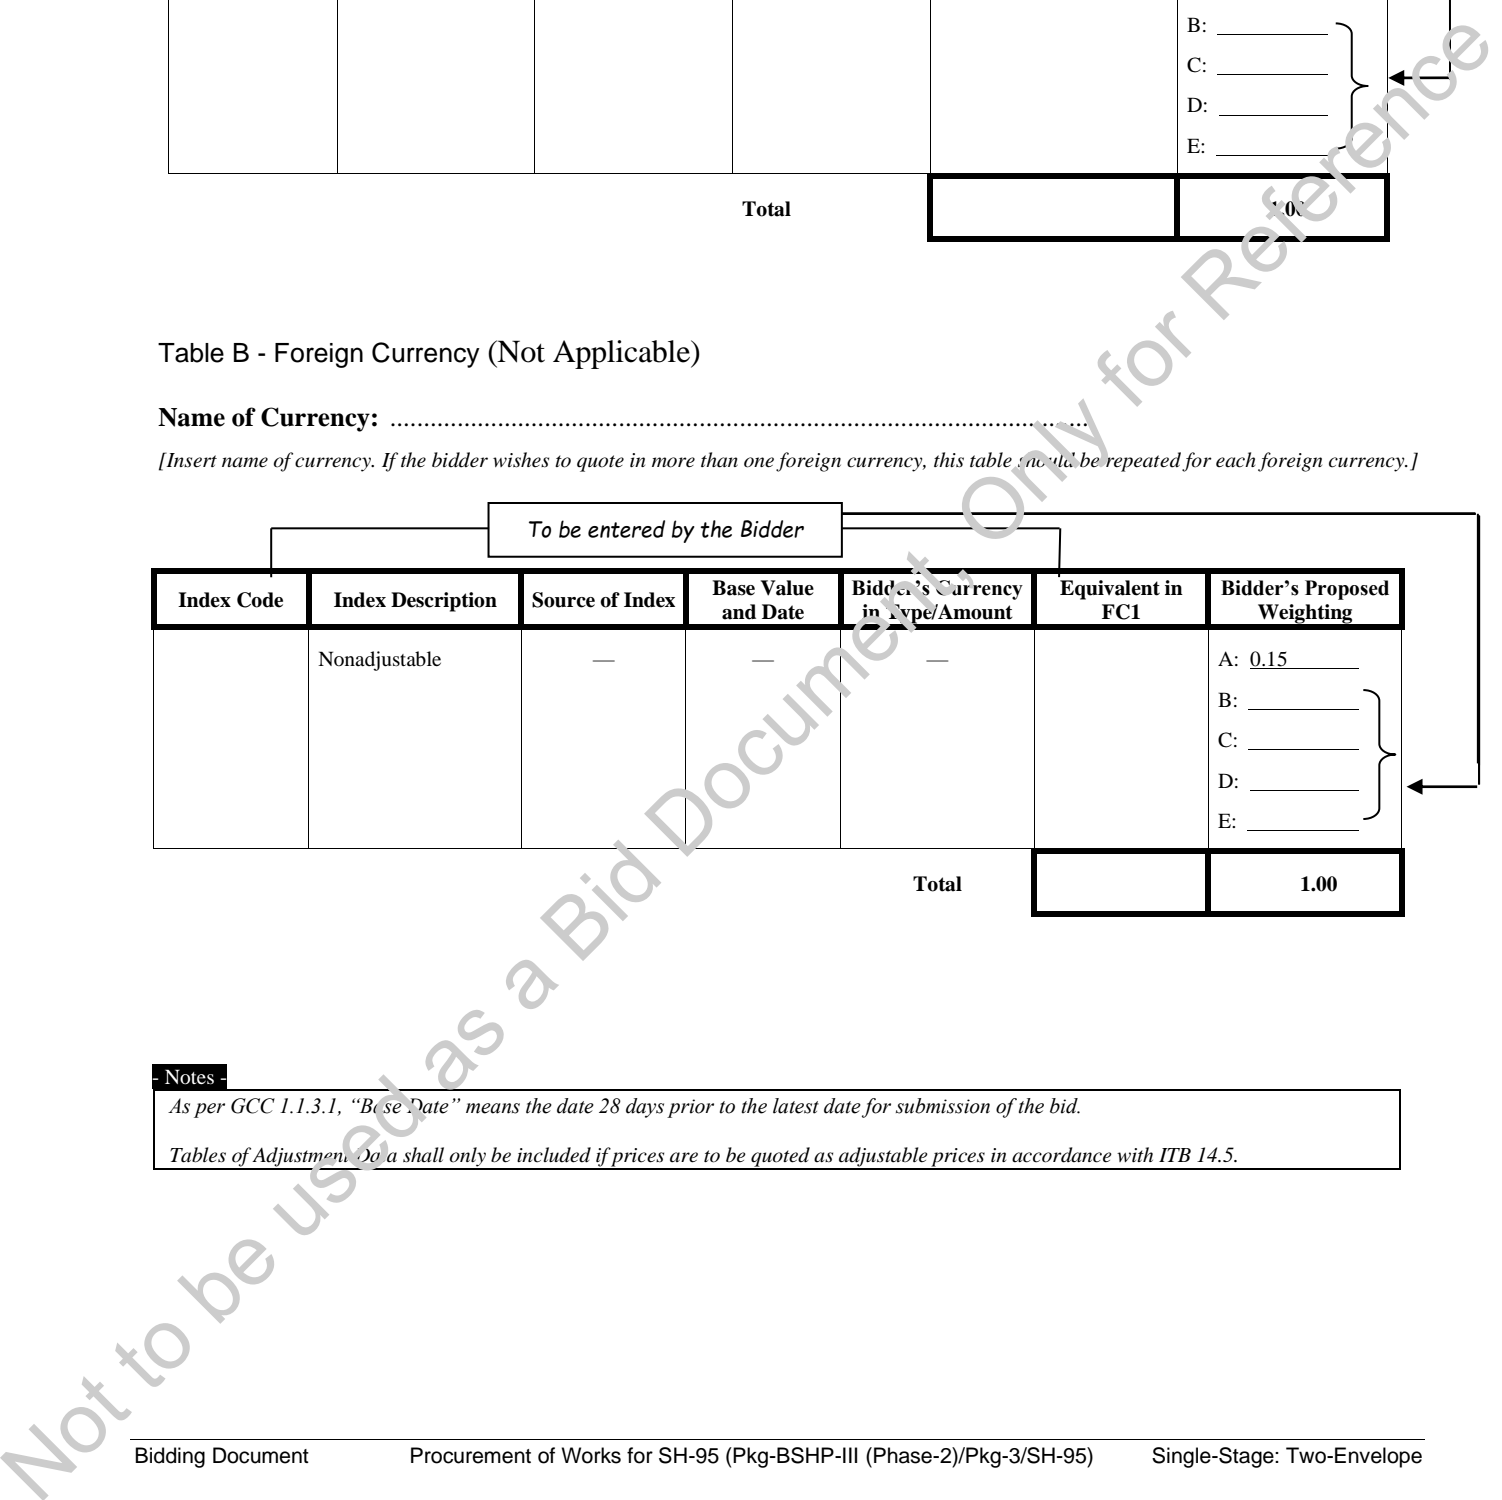 B:
C:
D:
E:
Total 1.00
Table B - Foreign Currency (Not Applicable)
Name of Currency: ........................................................................................................
[Insert name of currency. If the bidder wishes to quote in more than one foreign currency, this table should be repeated for each foreign currency.]
To be entered by the Bidder
Index Code Index Description Source of Index Base Value and Date Bidder's Currency in Type/Amount Equivalent in FC1 Bidder's Proposed Weighting
Nonadjustable — — — A: 0.15
B:
C:
D:
E:
Total 1.00
- Notes -
As per GCC 1.1.3.1, “Base Date” means the date 28 days prior to the latest date for submission of the bid.
Tables of Adjustment Data shall only be included if prices are to be quoted as adjustable prices in accordance with ITB 14.5.
Bidding Document Procurement of Works for SH-95 (Pkg-BSHP-III (Phase-2)/Pkg-3/SH-95) Single-Stage: Two-Envelope
Not to be used as a Bid Document, Only for Reference